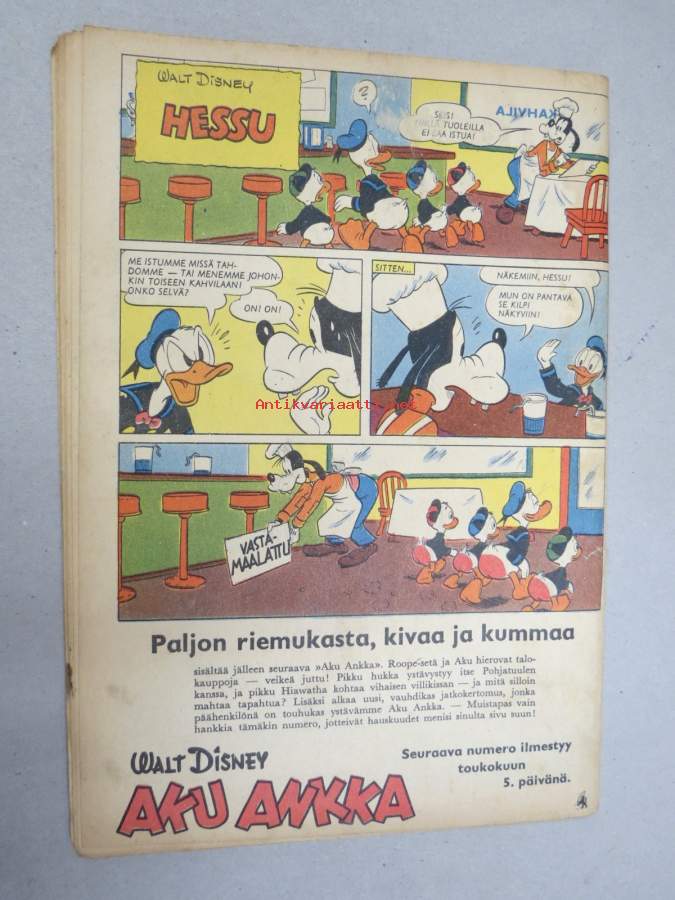 WALT DISNEY
HESSU
?
KAHVILA
TUOLEILLA
EI SAA ISTUA!
ME ISTUMME MISSÄ TAH-
DOMME — TAI MENEMME JOHON-
KIN TOISEEN KAHVILAAN!
ONKO SELVÄ?
ON! ON!
SITTEN...
NÄKEMIIN, HESSU!
MUN ON PANTAVA
SE KILPI
NÄKYVIIN!
Antikvariaatt.net
VASTA-
MAALATTU
Paljon riemukasta, kivaa ja kummaa
sisältää jälleen seuraava »Aku Ankka». Roope-setä ja Aku hierovat talo-
kauppoja — velkeä juttu! Pikku hukka ystävystyy itse Pohjatuulen
kanssa, ja pikku Hiawatha kohtaa vihaisen villikissan — ja mitä silloin
mahtaa tapahtua? Lisäksi alkaa uusi, vauhdikas jatkokertomus, jonka
päähenkilönä on touhukas ystävämme Aku Ankka. — Muistapas vain
hankkia tämäkin numero, jotteivät hauskuudet menisi sinulta sivu suun!
WALT DISNEY
AKU ANKKA
Seuraava numero ilmestyy
toukokuun
5. päivänä.